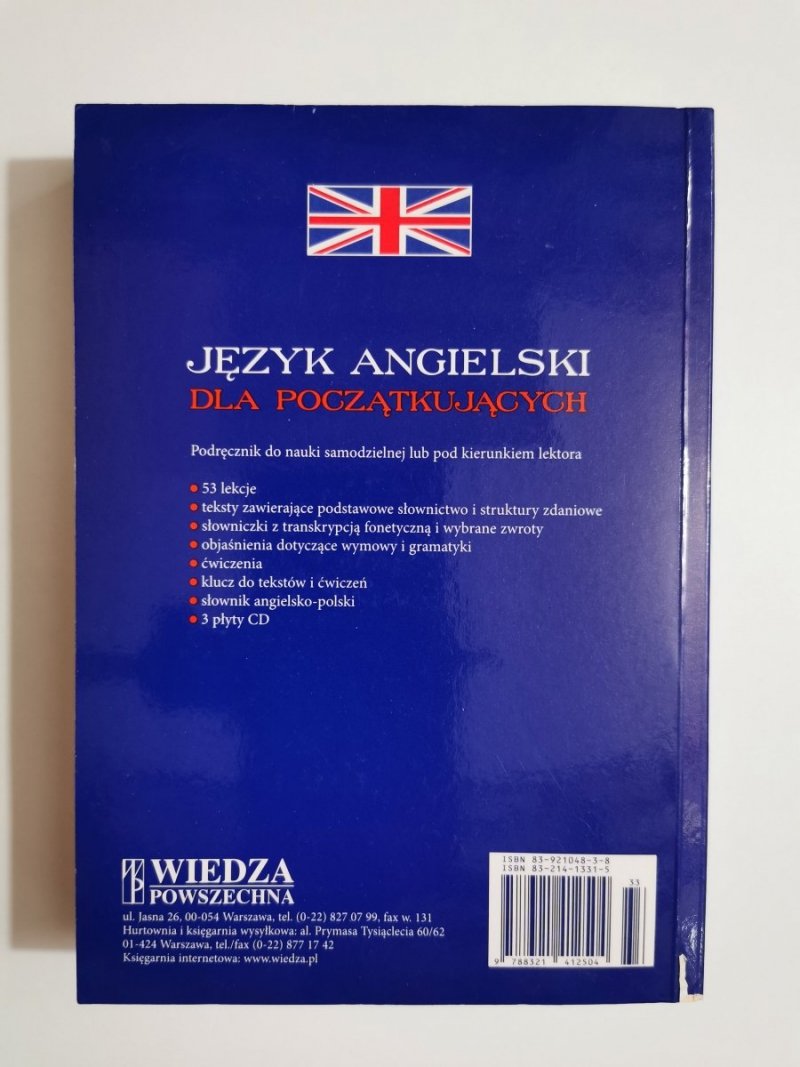 JĘZYK ANGIELSKI
DLA POCZĄTKUJĄCYCH
Podręcznik do nauki samodzielnej lub pod kierunkiem lektora
• 53 lekcje
• teksty zawierające podstawowe słownictwo i struktury zdaniowe
• słowniczki z transkrypcją fonetyczną i wybrane zwroty
• objaśnienia dotyczące wymowy i gramatyki
• ćwiczenia
• klucz do tekstów i ćwiczeń
• słownik angielsko-polski
• 3 płyty CD
WIEDZA
POWSZECHNA
ul. Jasna 26, 00-054 Warszawa, tel. (0-22) 827 07 99, fax w. 131
Hurtownia i księgarnia wysyłkowa: al. Prymasa Tysiąclecia 60/62
01-424 Warszawa, tel./fax (0-22) 877 17 42
Księgarnia internetowa: www.wiedza.pl
ISBN 83-921048-3-8
ISBN 83-214-1331-5
33
9 788321 412504